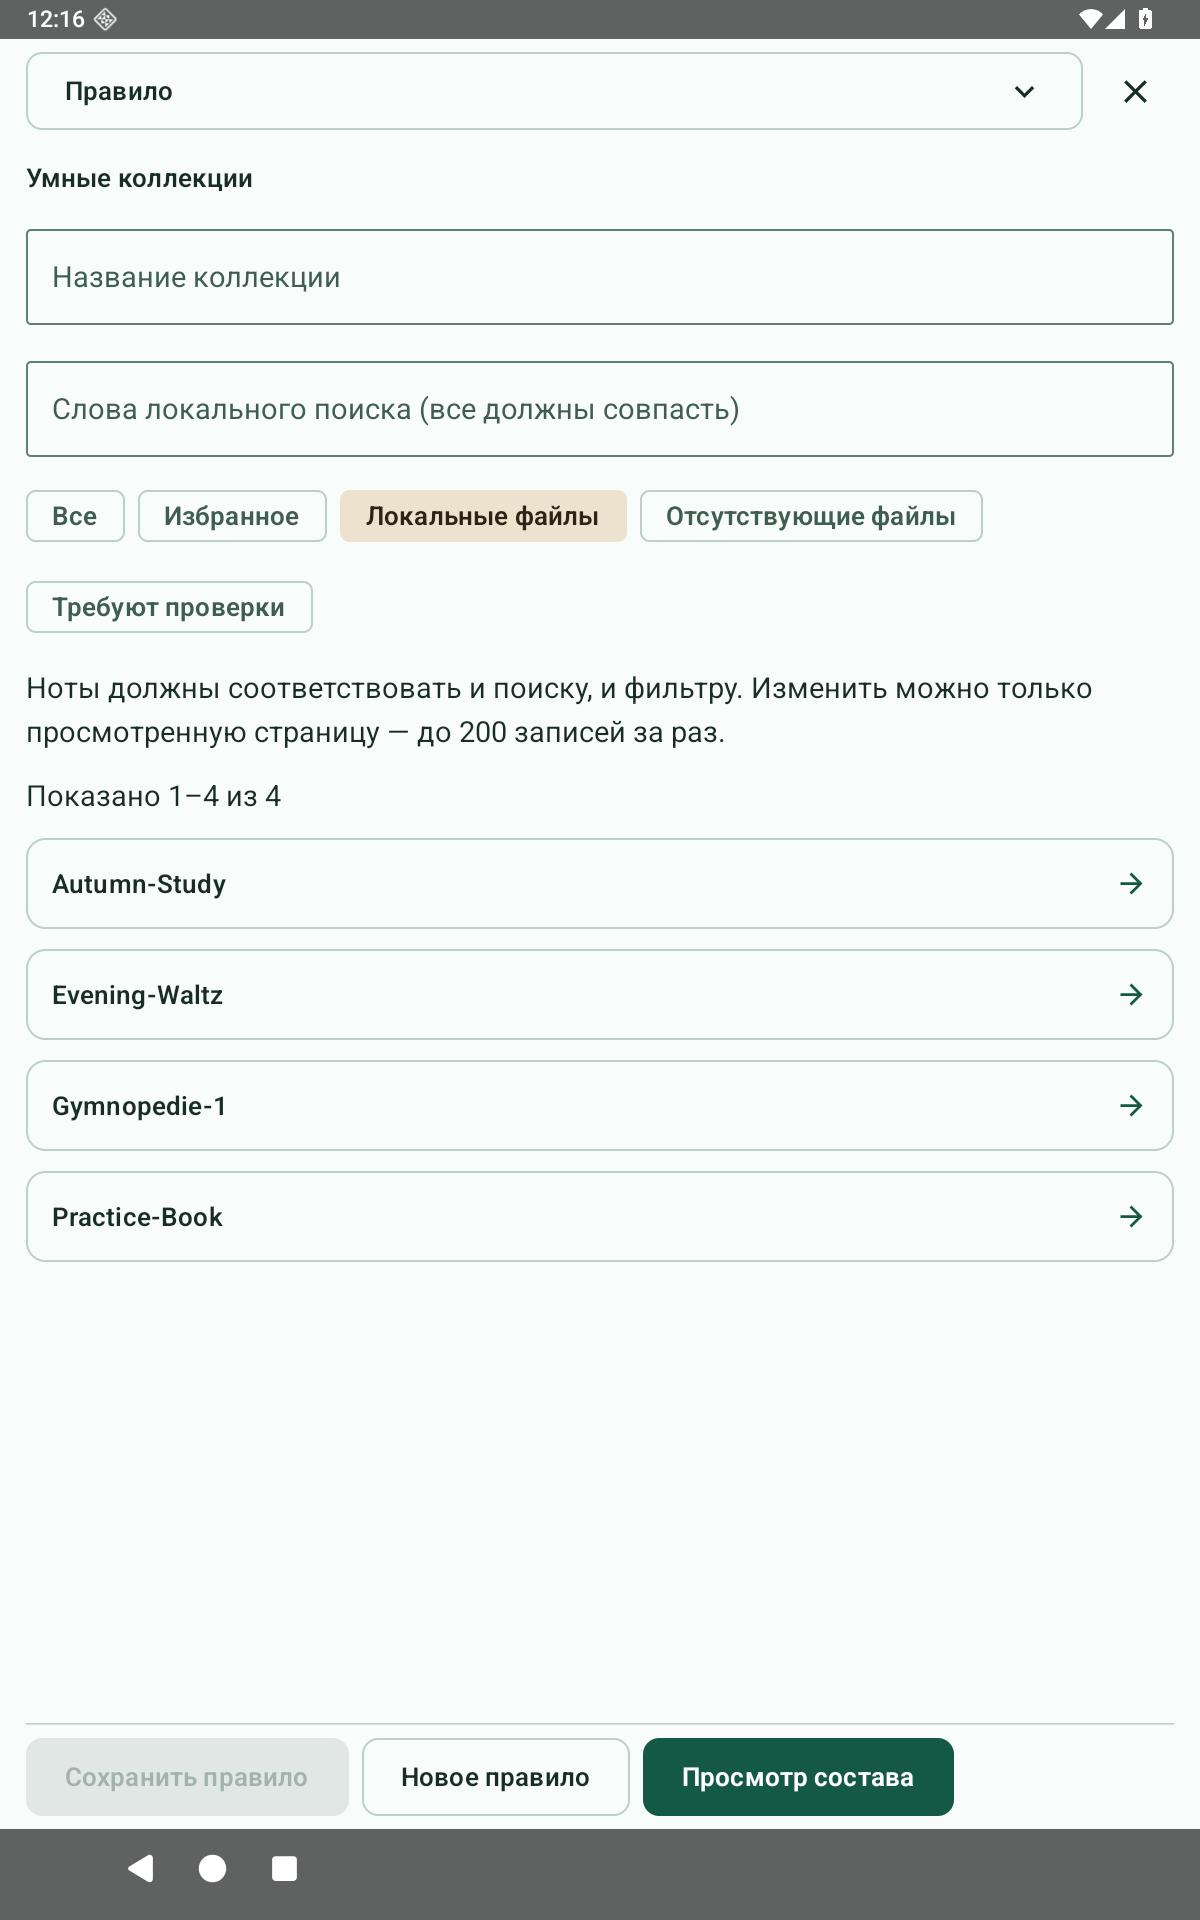 12:16
Правило
Умные коллекции
Название коллекции
Слова локального поиска (все должны совпасть)
Все
Избранное
Локальные файлы
Отсутствующие файлы
Требуют проверки
Ноты должны соответствовать и поиску, и фильтру. Изменить можно только
просмотренную страницу — до 200 записей за раз.
Показано 1–4 из 4
Autumn-Study
Evening-Waltz
Gymnopedie-1
Practice-Book
Сохранить правило
Новое правило
Просмотр состава